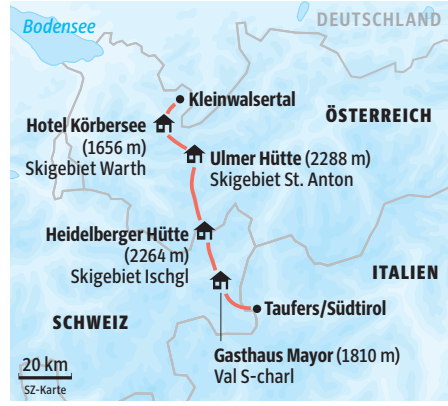 Bodensee
DEUTSCHLAND
Kleinwalsertal
ÖSTERREICH
Hotel Körbersee
(1656 m)
Skigebiet Warth
Ulmer Hütte (2288 m)
Skigebiet St. Anton
Heidelberger Hütte
(2264 m)
Skigebiet Ischgl
ITALIEN
Taufers/Südtirol
SCHWEIZ
Gasthaus Mayor (1810 m)
Val S-charl
20 km
SZ-Karte